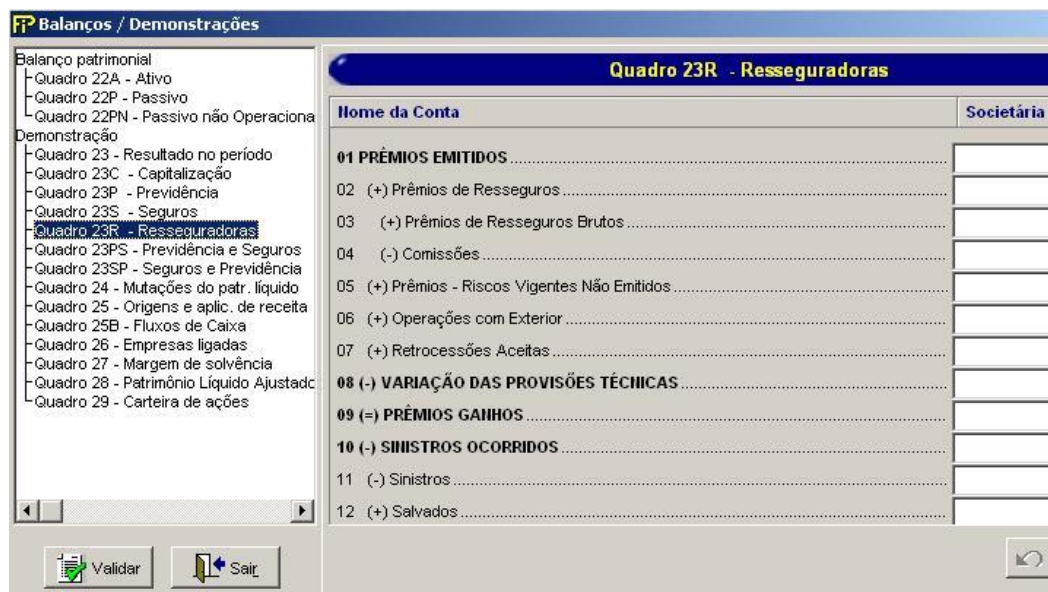 FIP Balanços / Demonstrações
Balanço patrimonial
Quadro 22A - Ativo
Quadro 22P - Passivo
Quadro 22PN - Passivo não Operaciona
Demonstração
Quadro 23 - Resultado no período
Quadro 23C - Capitalização
Quadro 23P - Previdência
Quadro 23S - Seguros
Quadro 23R - Resseguradoras
Quadro 23PS - Previdência e Seguros
Quadro 23SP - Seguros e Previdência
Quadro 24 - Mutações do patr. líquido
Quadro 25 - Origens e aplic. de receita
Quadro 25B - Fluxos de Caixa
Quadro 26 - Empresas ligadas
Quadro 27 - Margem de solvência
Quadro 28 - Patrimônio Líquido Ajustado
Quadro 29 - Carteira de ações
Validar
Sair
Quadro 23R - Resseguradoras
Nome da Conta Societária
01 PRÊMIOS EMITIDOS
02 (+) Prêmios de Resseguros
03 (+) Prêmios de Resseguros Brutos
04 (-) Comissões
05 (+) Prêmios - Riscos Vigentes Não Emitidos
06 (+) Operações com Exterior
07 (+) Retrocessões Aceitas
08 (-) VARIAÇÃO DAS PROVISÕES TÉCNICAS
09 (=) PRÊMIOS GANHOS
10 (-) SINISTROS OCORRIDOS
11 (-) Sinistros
12 (+) Salvados